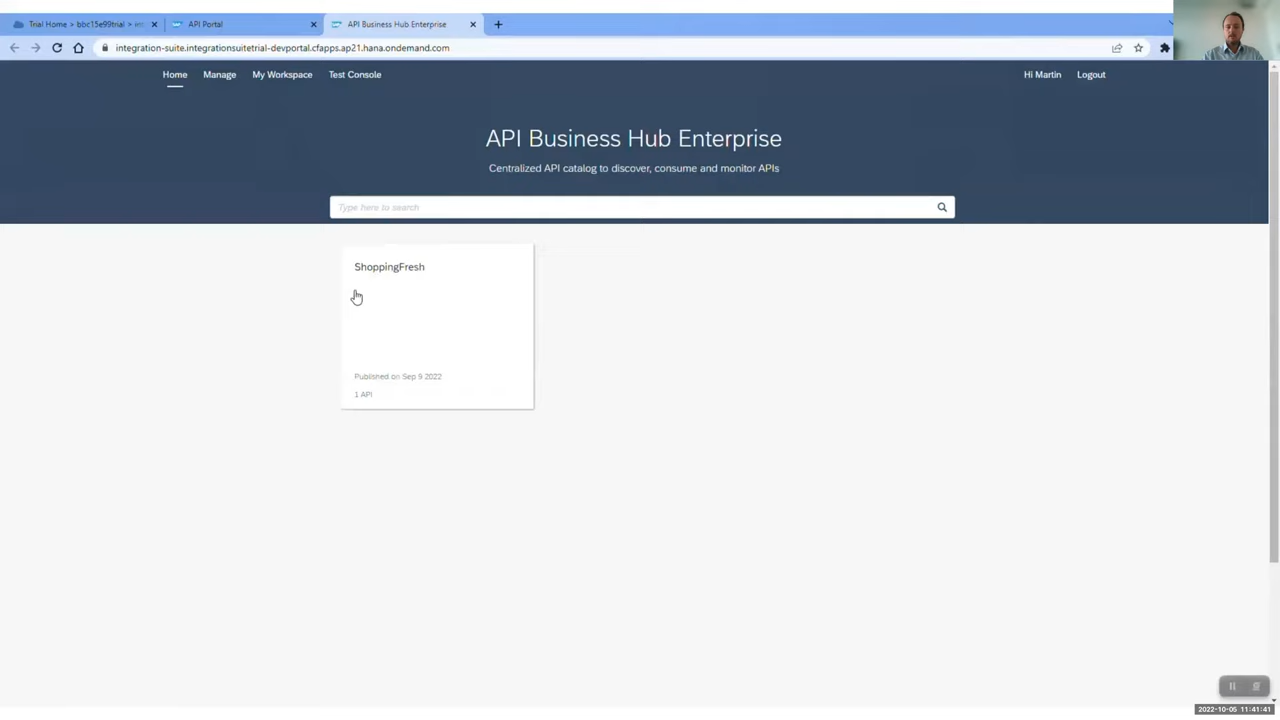 Trial Home > bbc15e99trial > int
API Portal
API Business Hub Enterprise
integration-suite.integrationsuitetrial-devportal.cfapps.ap21.hana.ondemand.com
Home Manage My Workspace Test Console Hi Martin Logout
API Business Hub Enterprise
Centralized API catalog to discover, consume and monitor APIs
Type here to search
ShoppingFresh
Published on Sep 9 2022
1 API
2022-10-05 11:41:41